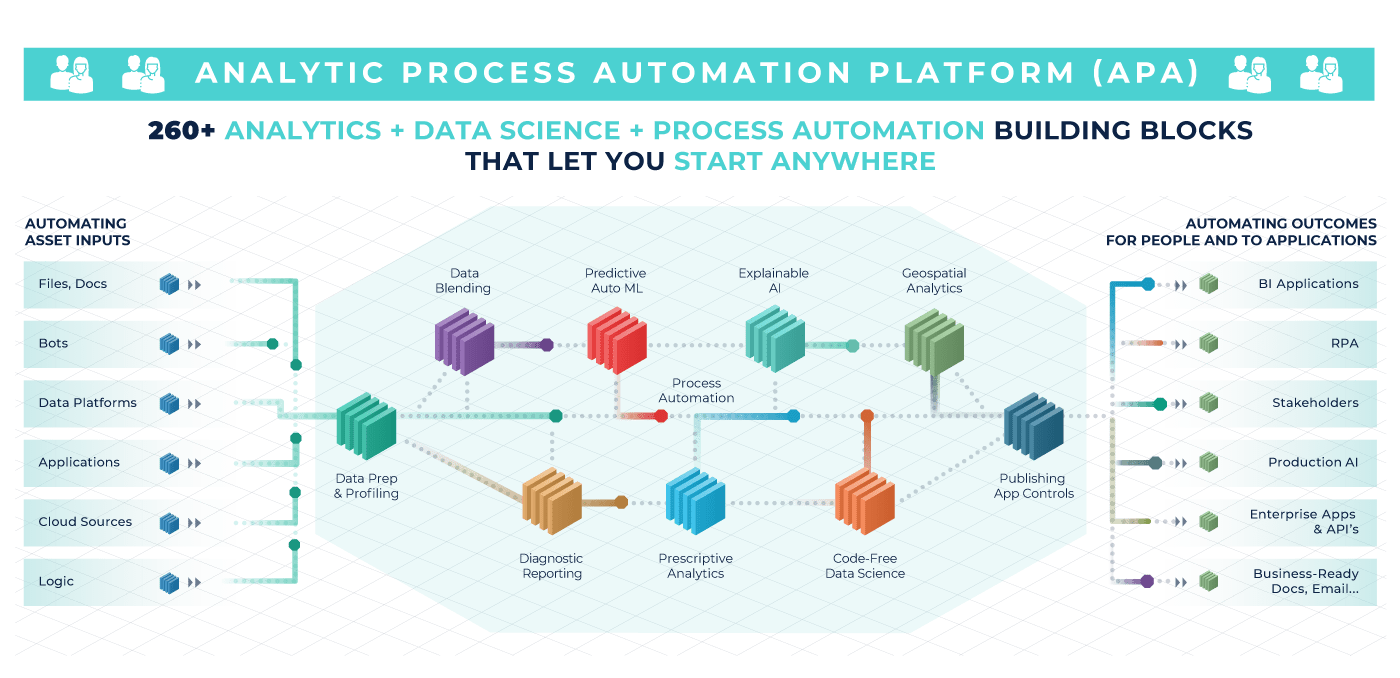 ANALYTIC PROCESS AUTOMATION PLATFORM (APA)
260+ ANALYTICS + DATA SCIENCE + PROCESS AUTOMATION BUILDING BLOCKS
THAT LET YOU START ANYWHERE
AUTOMATING
ASSET INPUTS
Files, Docs
Bots
Data Platforms
Applications
Cloud Sources
Logic
Data
Blending
Predictive
Auto ML
Explainable
AI
Geospatial
Analytics
Process
Automation
Data Prep
& Profiling
Publishing
App Controls
Diagnostic
Reporting
Prescriptive
Analytics
Code-Free
Data Science
AUTOMATING OUTCOMES
FOR PEOPLE AND TO APPLICATIONS
BI Applications
RPA
Stakeholders
Production AI
Enterprise Apps
& API's
Business-Ready
Docs, Email...